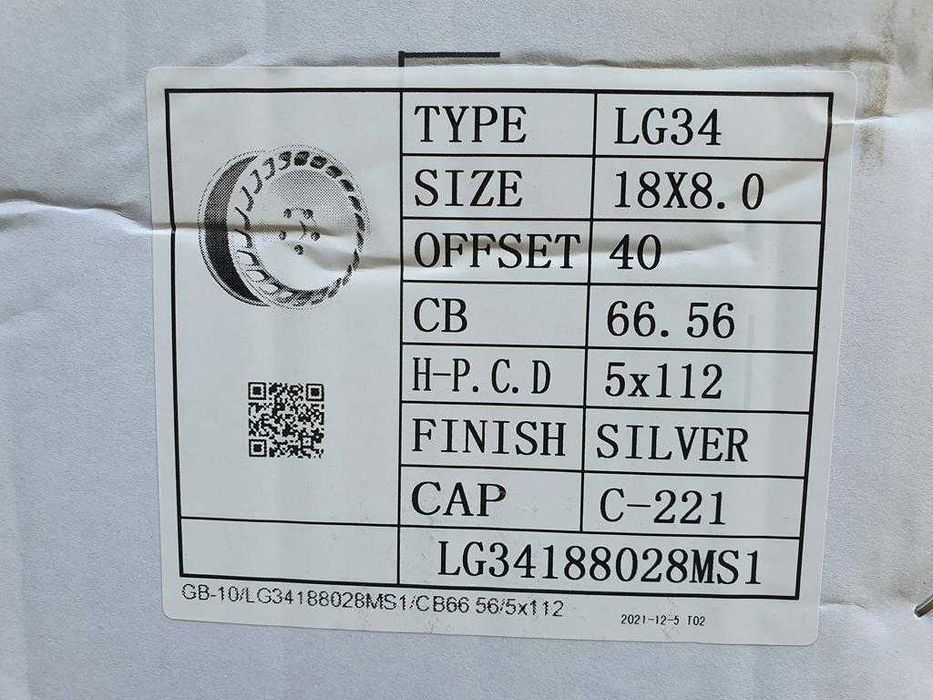 TYPE LG34
SIZE 18X8.0
OFFSET 40
CB 66.56
H-P.C.D 5x112
FINISH SILVER
CAP C-221
LG34188028MS1
GB-10/LG34188028MS1/CB66 56/5x112
2021-12-5 T02